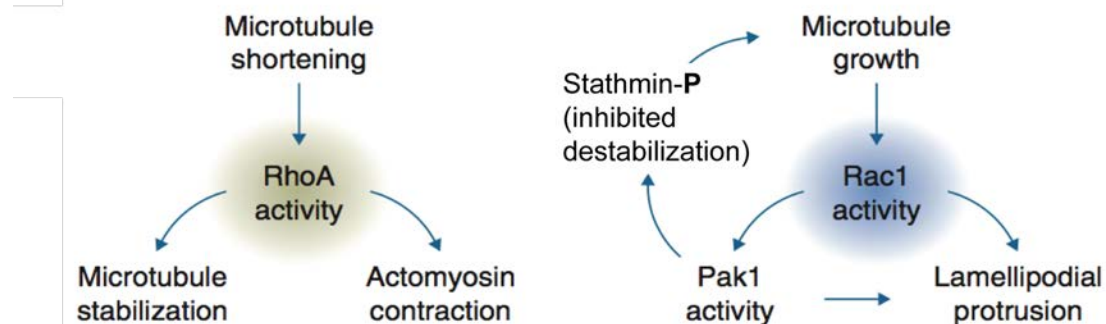 Microtubule
shortening
RhoA
activity
Microtubule
stabilization
Actomyosin
contraction
Microtubule
growth
Stathmin-P
(inhibited
destabilization)
Rac1
activity
Pak1
activity
Lamellipodial
protrusion